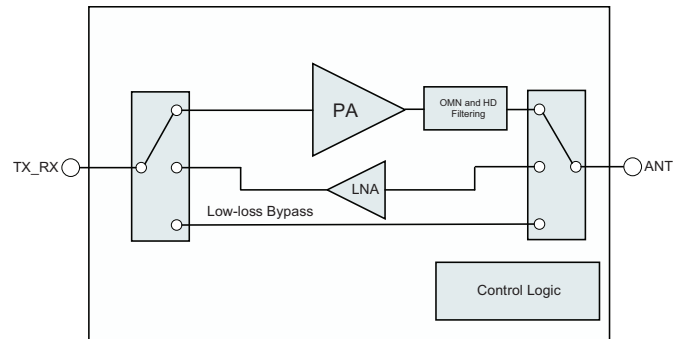 PA
OMN and HD
Filtering
TX_RX
ANT
LNA
Low-loss Bypass
Control Logic